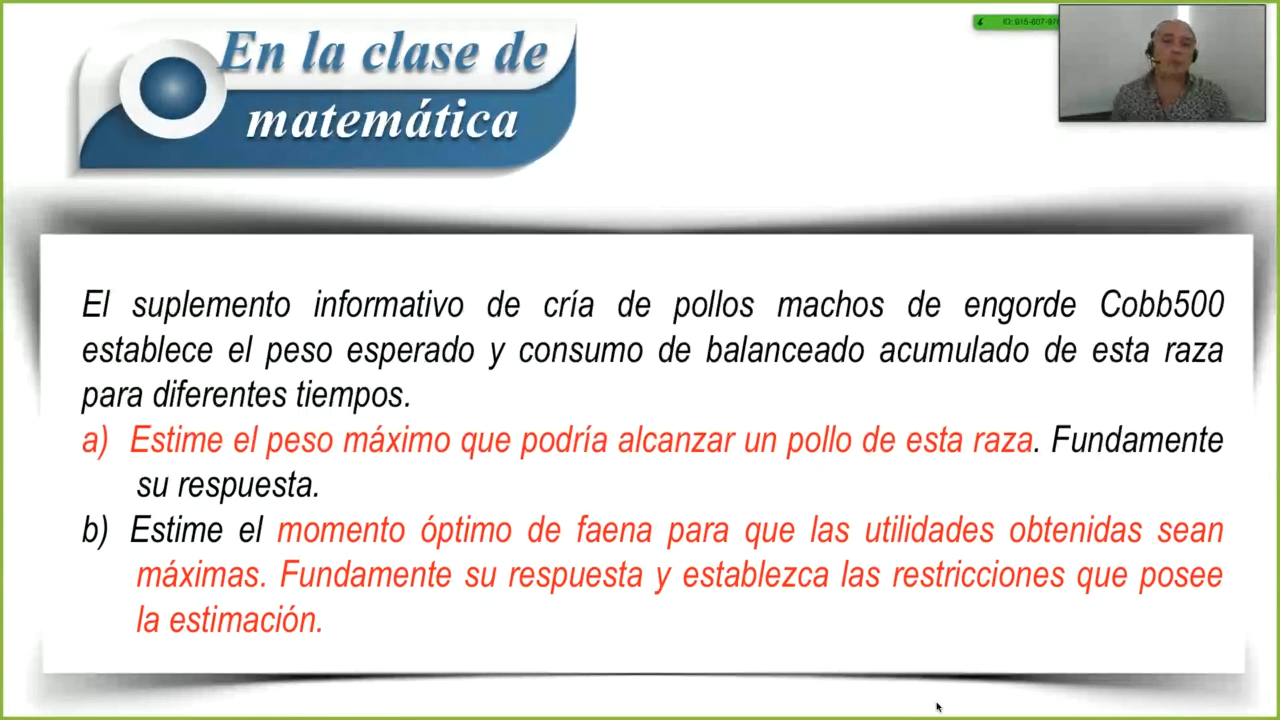 En la clase de
matemática
El suplemento informativo de cría de pollos machos de engorde Cobb500
establece el peso esperado y consumo de balanceado acumulado de esta raza
para diferentes tiempos.
a) Estime el peso máximo que podría alcanzar un pollo de esta raza. Fundamente
su respuesta.
b) Estime el momento óptimo de faena para que las utilidades obtenidas sean
máximas. Fundamente su respuesta y establezca las restricciones que posee
la estimación.